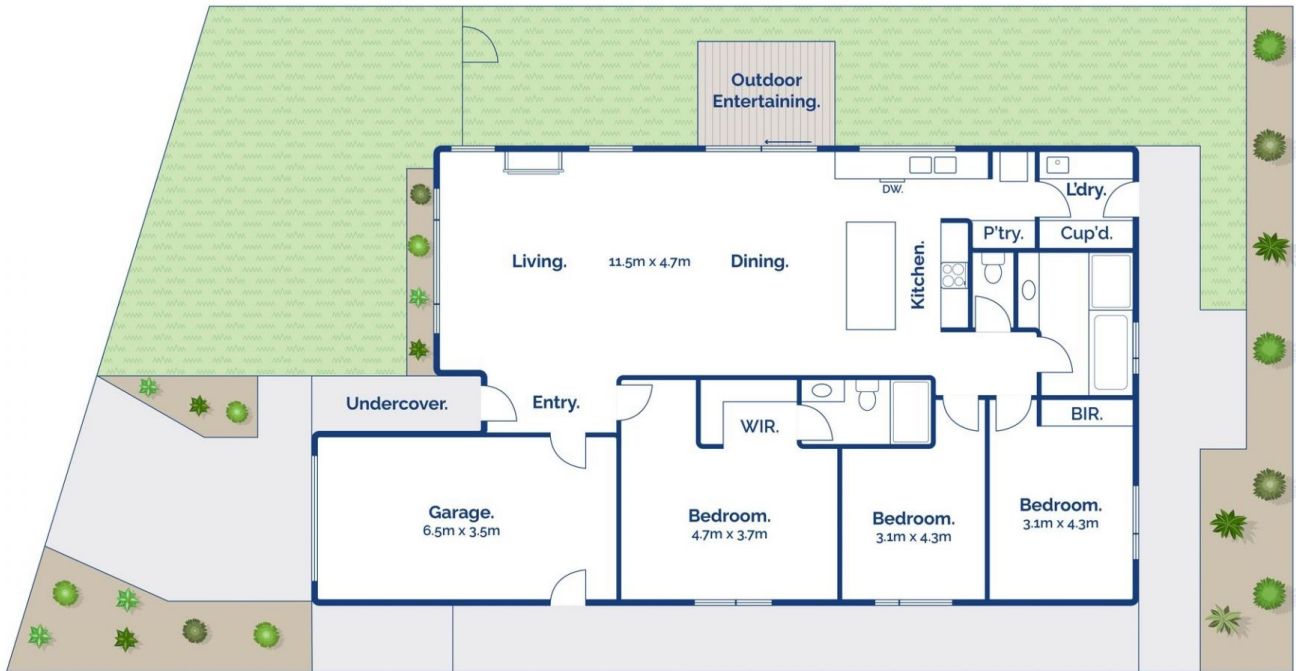 Outdoor
Entertaining.
DW.
L'dry.
P'try.
Cup'd.
Living.
11.5m x 4.7m
Dining.
Kitchen.
Undercover.
Entry.
WIR.
BIR.
Garage.
6.5m x 3.5m
Bedroom.
4.7m x 3.7m
Bedroom.
3.1m x 4.3m
Bedroom.
3.1m x 4.3m